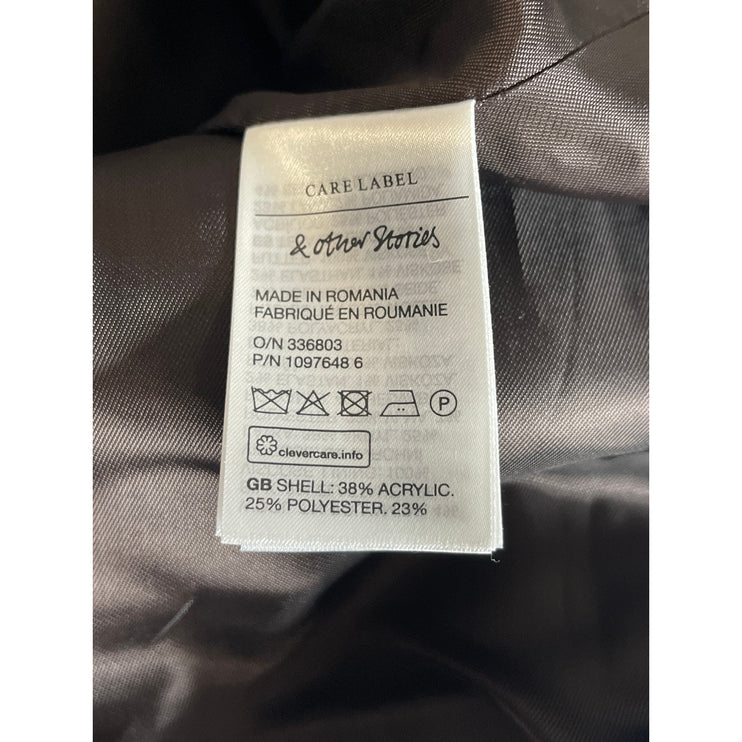 CARE LABEL
& other Stories
MADE IN ROMANIA
FABRIQUÉ EN ROUMANIE
O/N 336803
P/N 1097648 6
P
clevercare.info
GB SHELL: 38% ACRYLIC.
25% POLYESTER. 23%